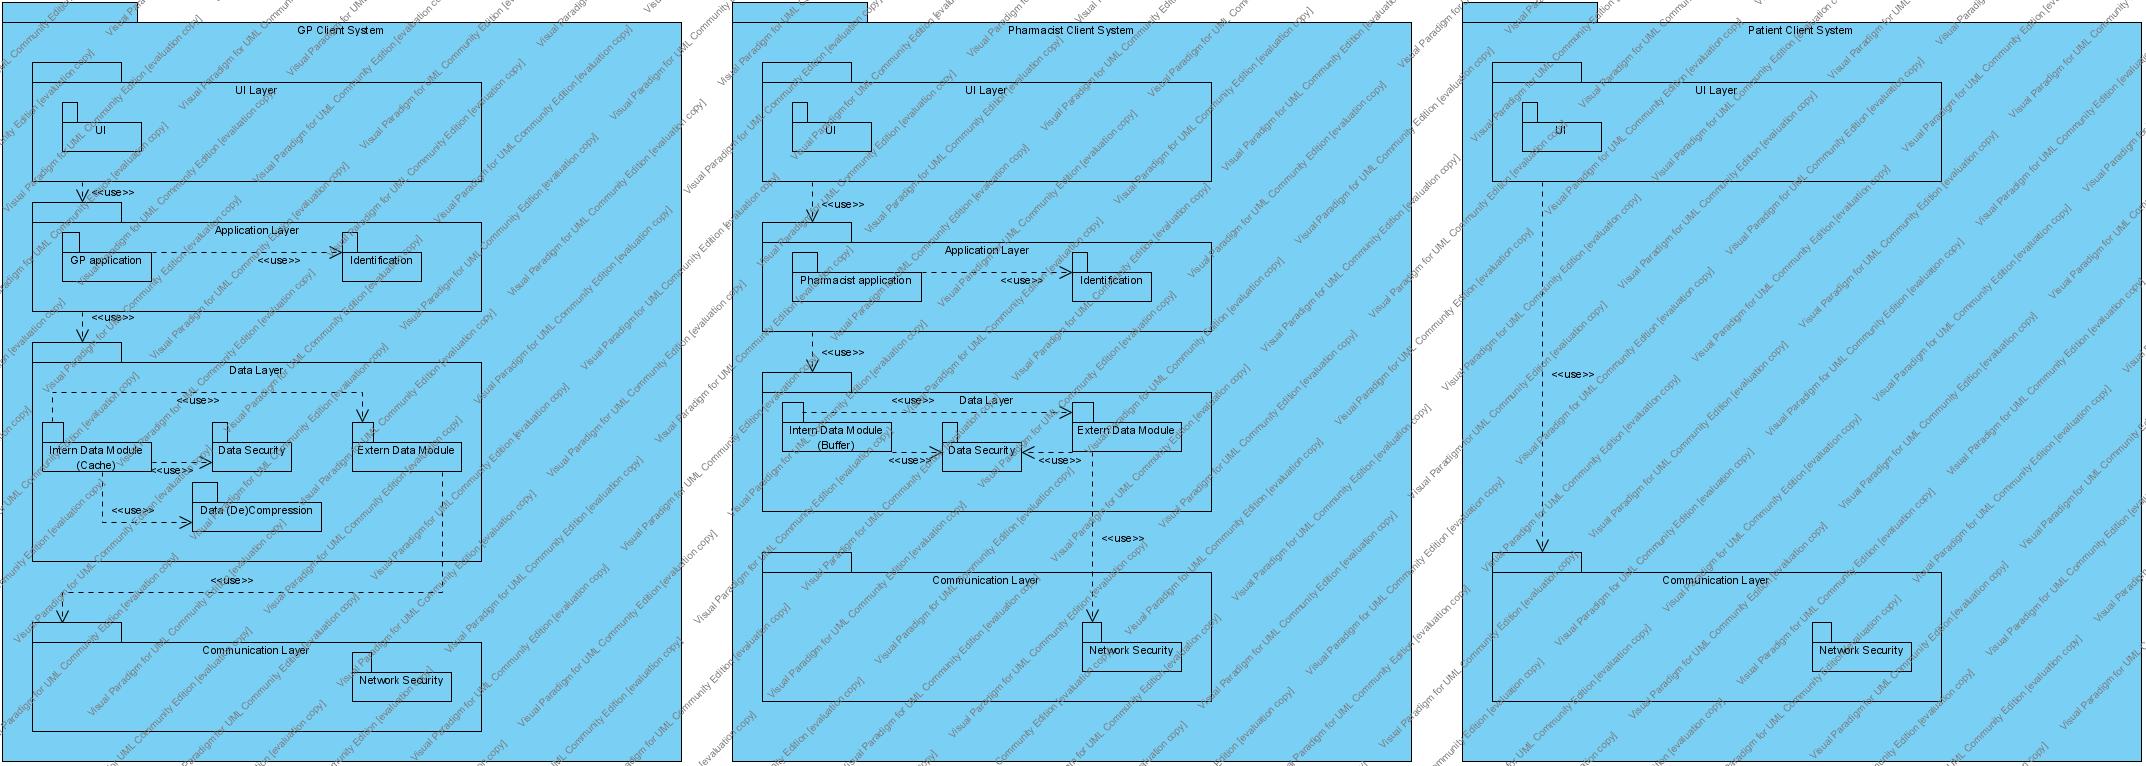 GP Client System
UI Layer
UI
<<use>>
Application Layer
GP application
<<use>>
Identification
<<use>>
Data Layer
<<use>>
Intern Data Module
(Cache)
<<use>>
Data Security
Extern Data Module
<<use>>
Data (De)Compression
<<use>>
Communication Layer
Network Security
Pharmacist Client System
UI Layer
UI
<<use>>
Application Layer
Pharmacist application
<<use>>
Identification
<<use>>
<<use>>
Data Layer
Intern Data Module
(Buffer)
<<use>>
Data Security
<<use>>
Extern Data Module
<<use>>
Communication Layer
Network Security
Patient Client System
UI Layer
UI
<<use>>
Communication Layer
Network Security
Visual Paradigm for UML Community Edition [evaluation copy]